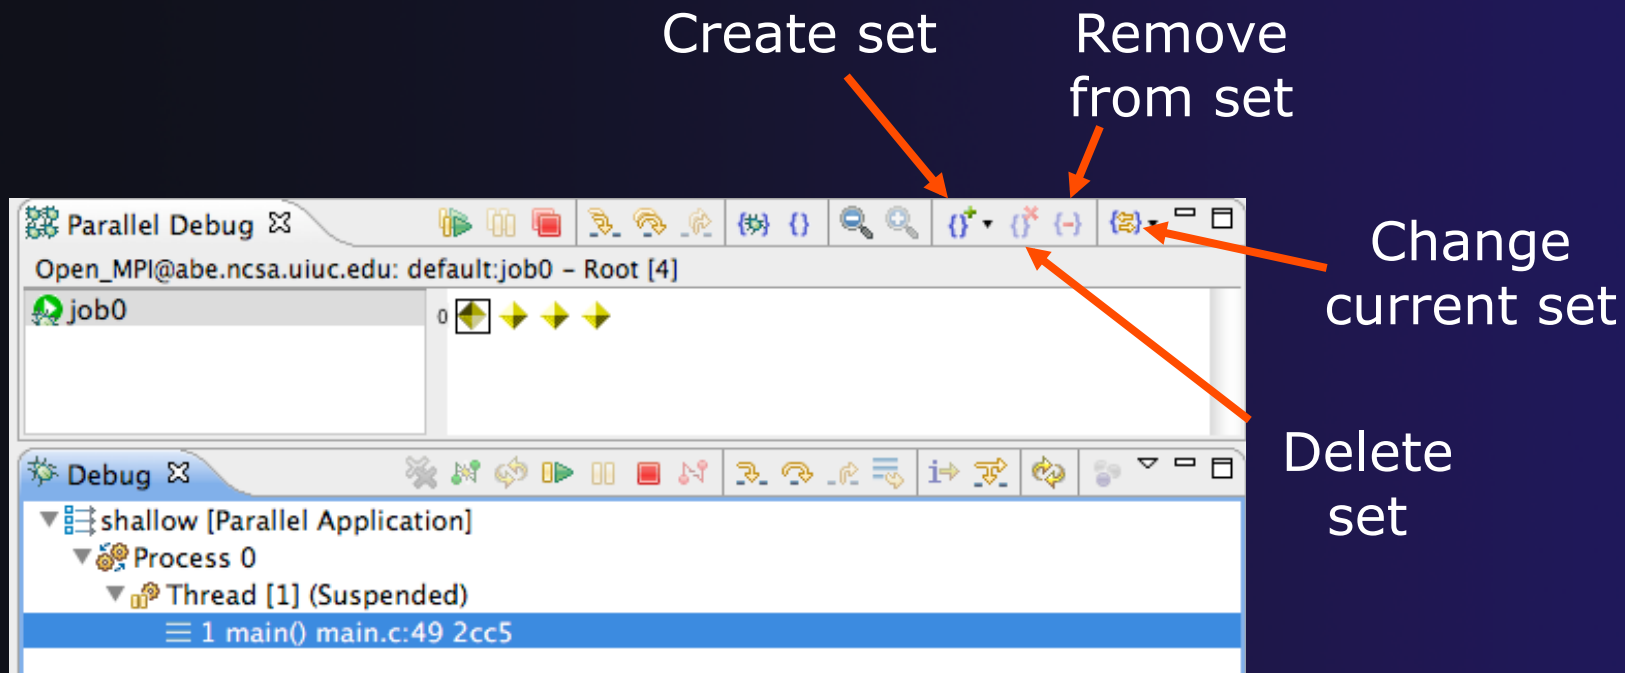 Create set
Remove
from set
Parallel Debug
Open_MPI@abe.ncsa.uiuc.edu: default:job0 – Root [4]
job0
0
Change
current set
Delete
set
Debug
shallow [Parallel Application]
Process 0
Thread [1] (Suspended)
1 main() main.c:49 2cc5